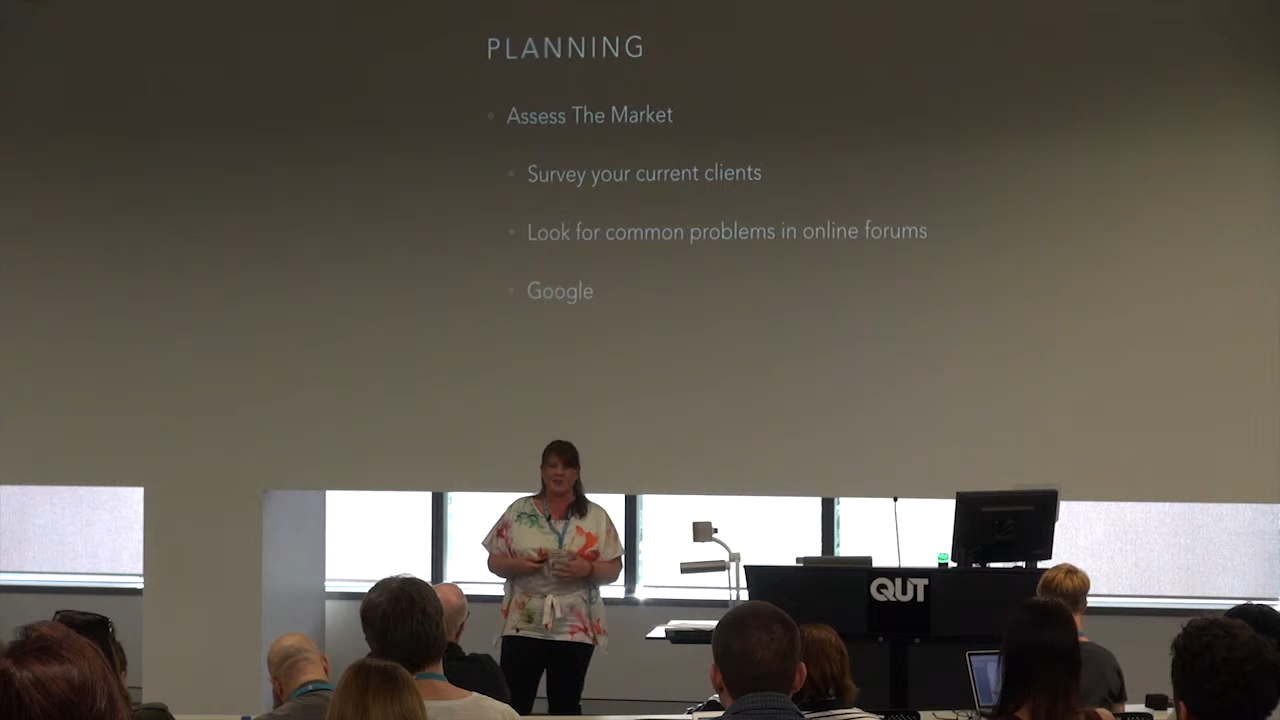 PLANNING
Assess The Market
Survey your current clients
Look for common problems in online forums
Google
QUT